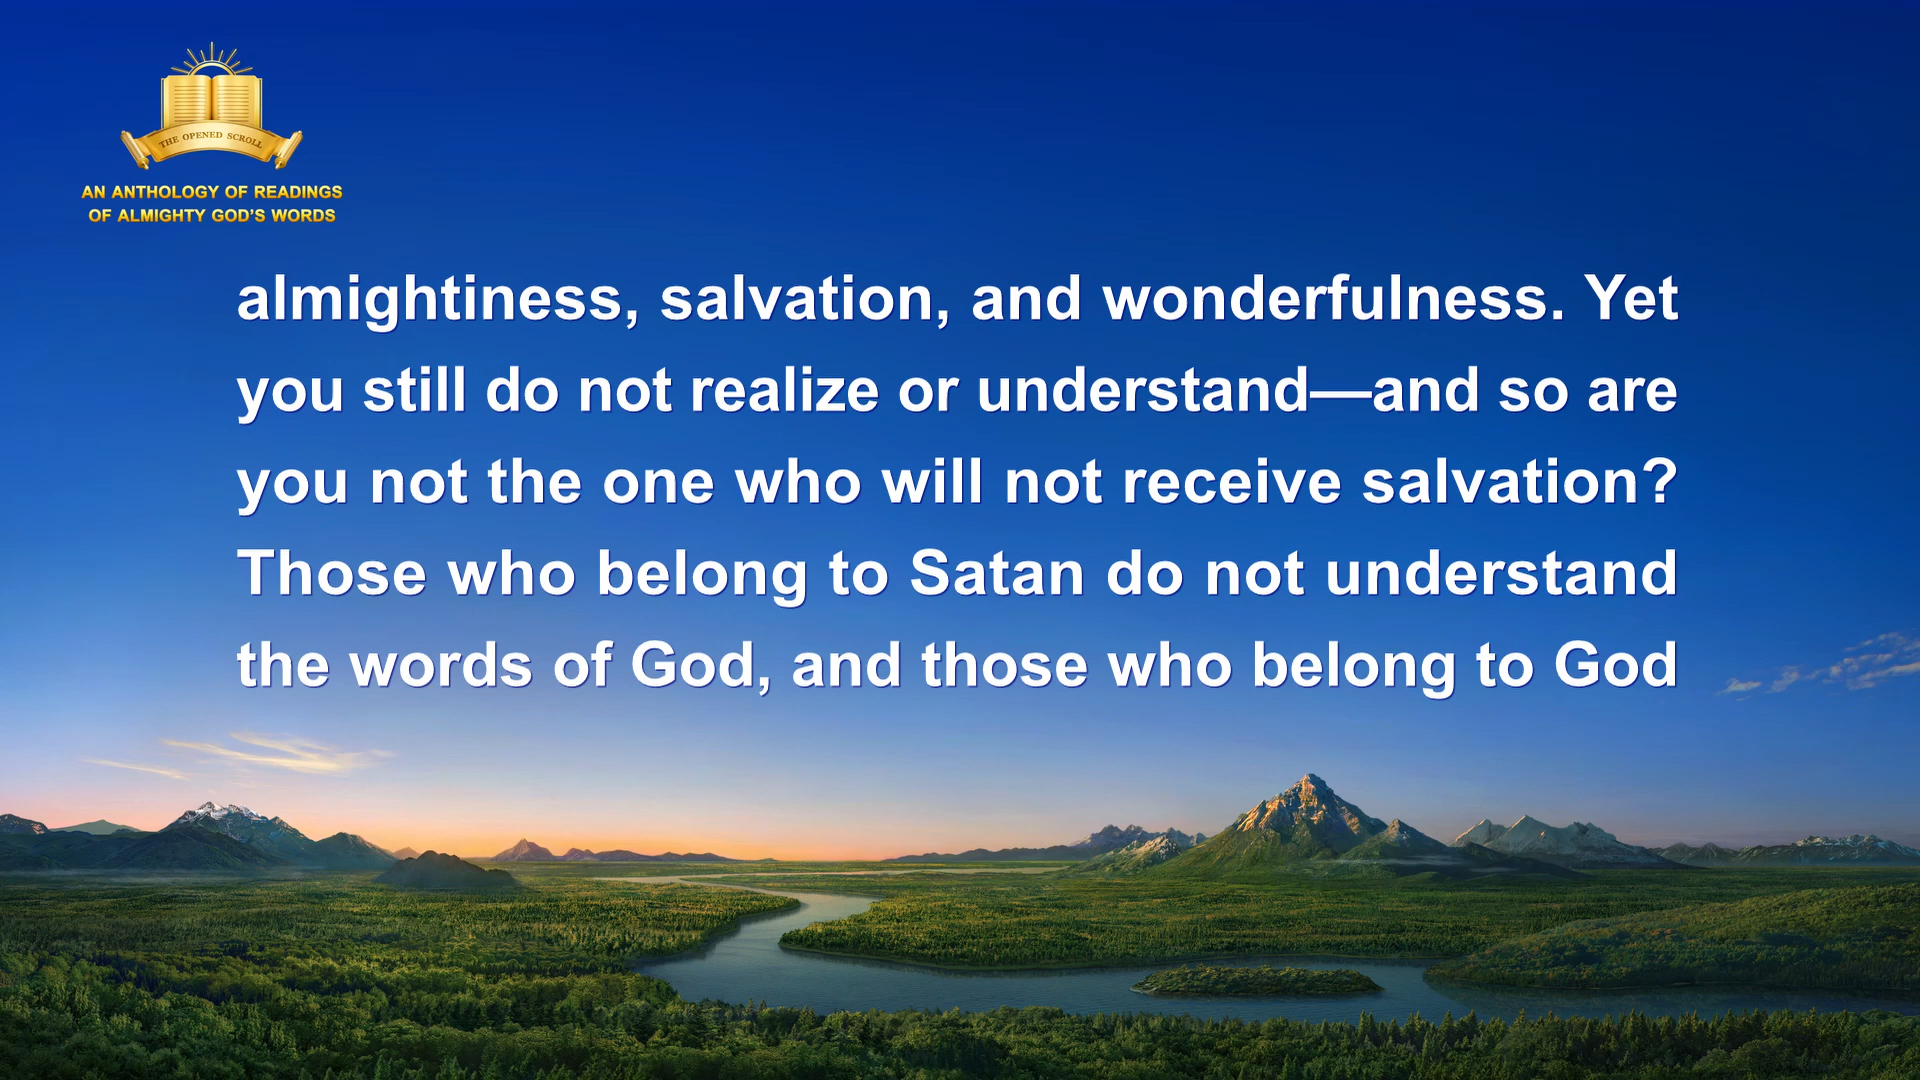 THE OPENED SCROLL
AN ANTHOLOGY OF READINGS
OF ALMIGHTY GOD'S WORDS
almightiness, salvation, and wonderfulness. Yet
you still do not realize or understand—and so are
you not the one who will not receive salvation?
Those who belong to Satan do not understand
the words of God, and those who belong to God